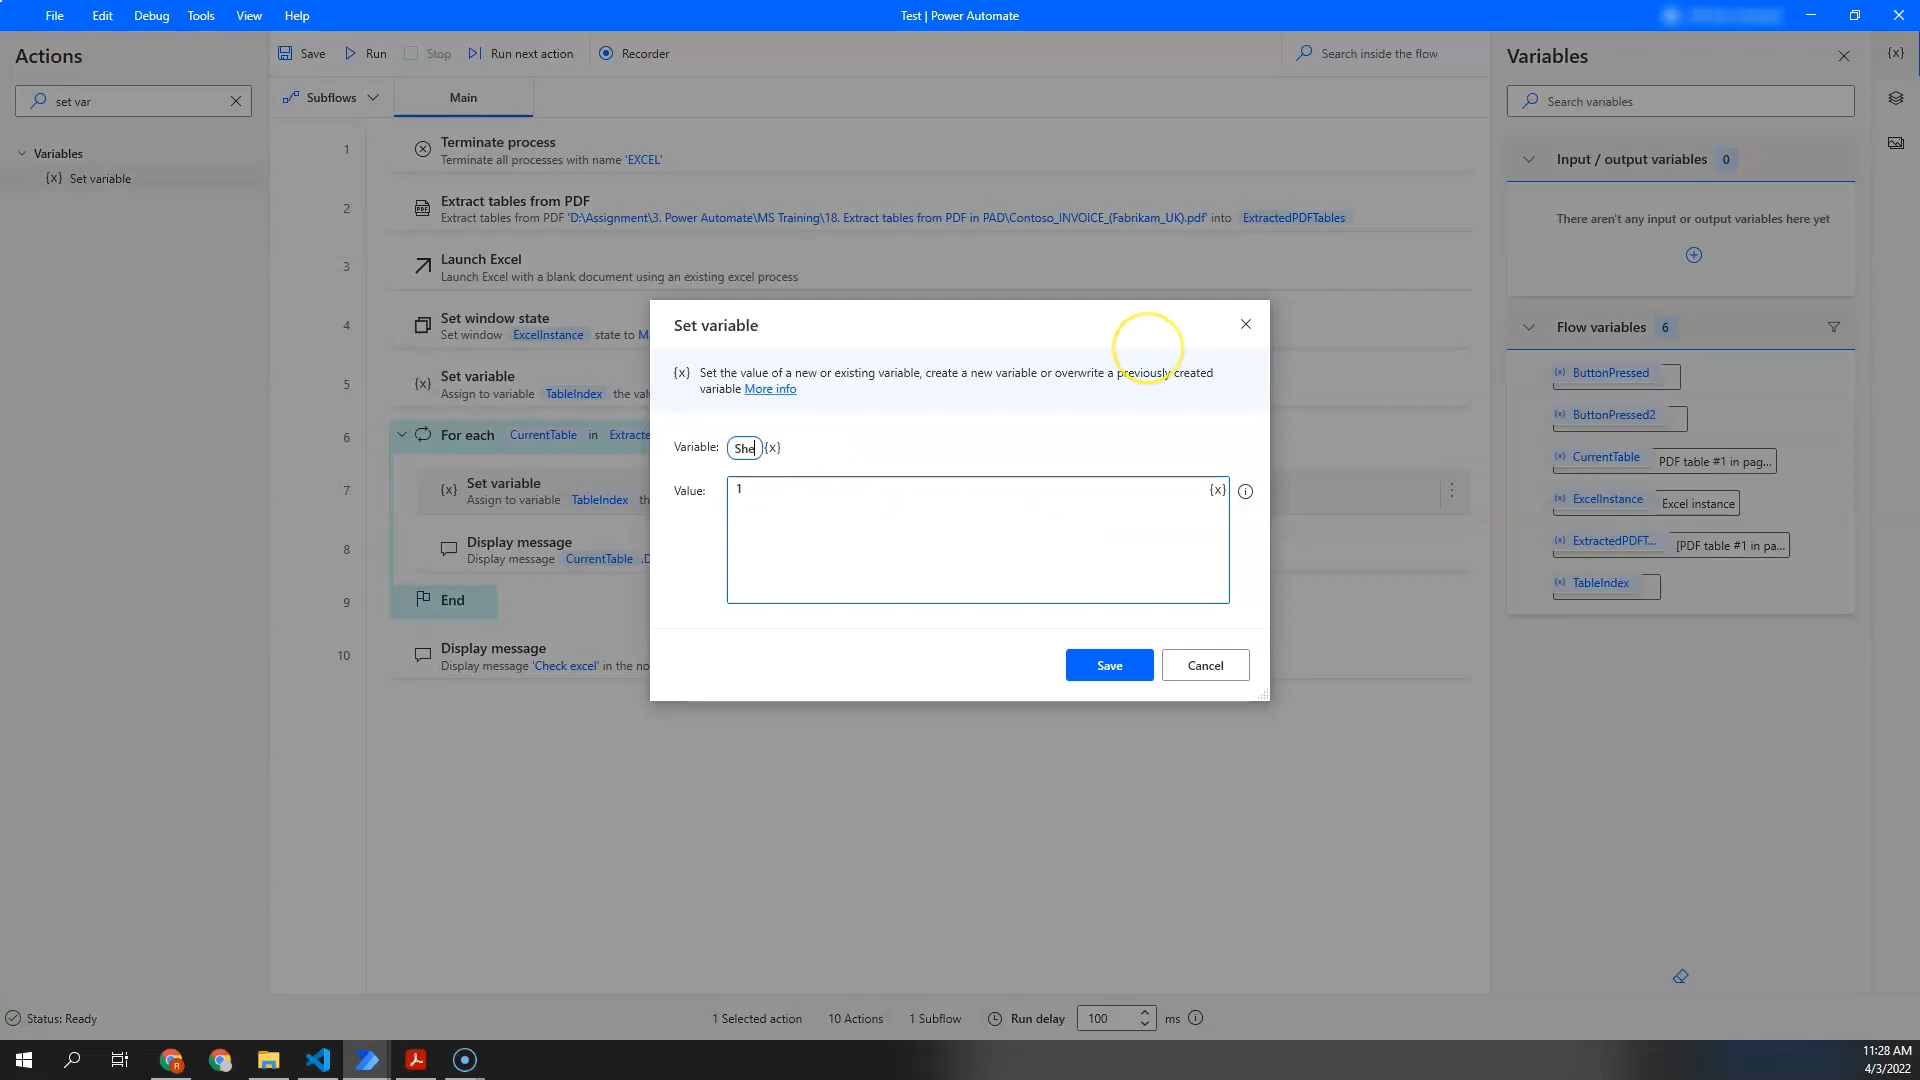 File Edit Debug Tools View Help
Test | Power Automate
Actions
set var
Variables
{x} Set variable
Save Run Stop Run next action Recorder
Search inside the flow
Subflows Main
1 Terminate process
Terminate all processes with name 'EXCEL'
2 Extract tables from PDF
Extract tables from PDF 'D:\Assignment\3. Power Automate\MS Training\18. Extract tables from PDF in PAD\Contoso_INVOICE_(Fabrikam_UK).pdf' into ExtractedPDFTables
3 Launch Excel
Launch Excel with a blank document using an existing excel process
4 Set window state
Set window ExcelInstance state to
5 {x} Set variable
Assign to variable TableIndex the
6 For each CurrentTable in
7 {x} Set variable
Assign to variable TableIndex
8 Display message
Display message CurrentTable
9 End
10 Display message
Display message 'Check excel' in the
Set variable
{x} Set the value of a new or existing variable, create a new variable or overwrite a previously created
variable More info
Variable: She {x}
Value: 1 {x}
Save Cancel
Variables
{x}
Search variables
Input / output variables 0
There aren't any input or output variables here yet
Flow variables 6
(x) ButtonPressed
(x) ButtonPressed2
(x) CurrentTable PDF table #1 in pag...
(x) ExcelInstance Excel instance
(x) ExtractedPDFT... [PDF table #1 in pa...
(x) TableIndex
Status: Ready
1 Selected action 10 Actions 1 Subflow Run delay 100 ms
11:28 AM
4/3/2022